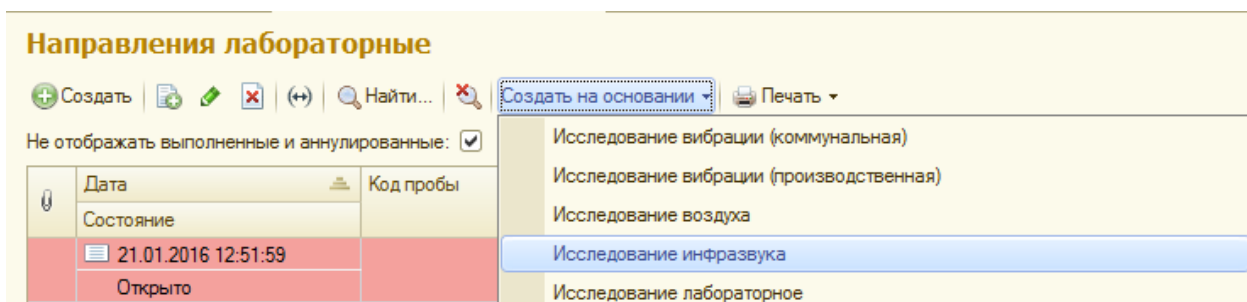 Направления лабораторные
Создать (↔) Найти... Создать на основании Печать
Не отображать выполненные и аннулированные:
Исследование вибрации (коммунальная)
Исследование вибрации (производственная)
Исследование воздуха
Исследование инфразвука
Исследование лабораторное
Дата Код пробы
Состояние
21.01.2016 12:51:59
Открыто